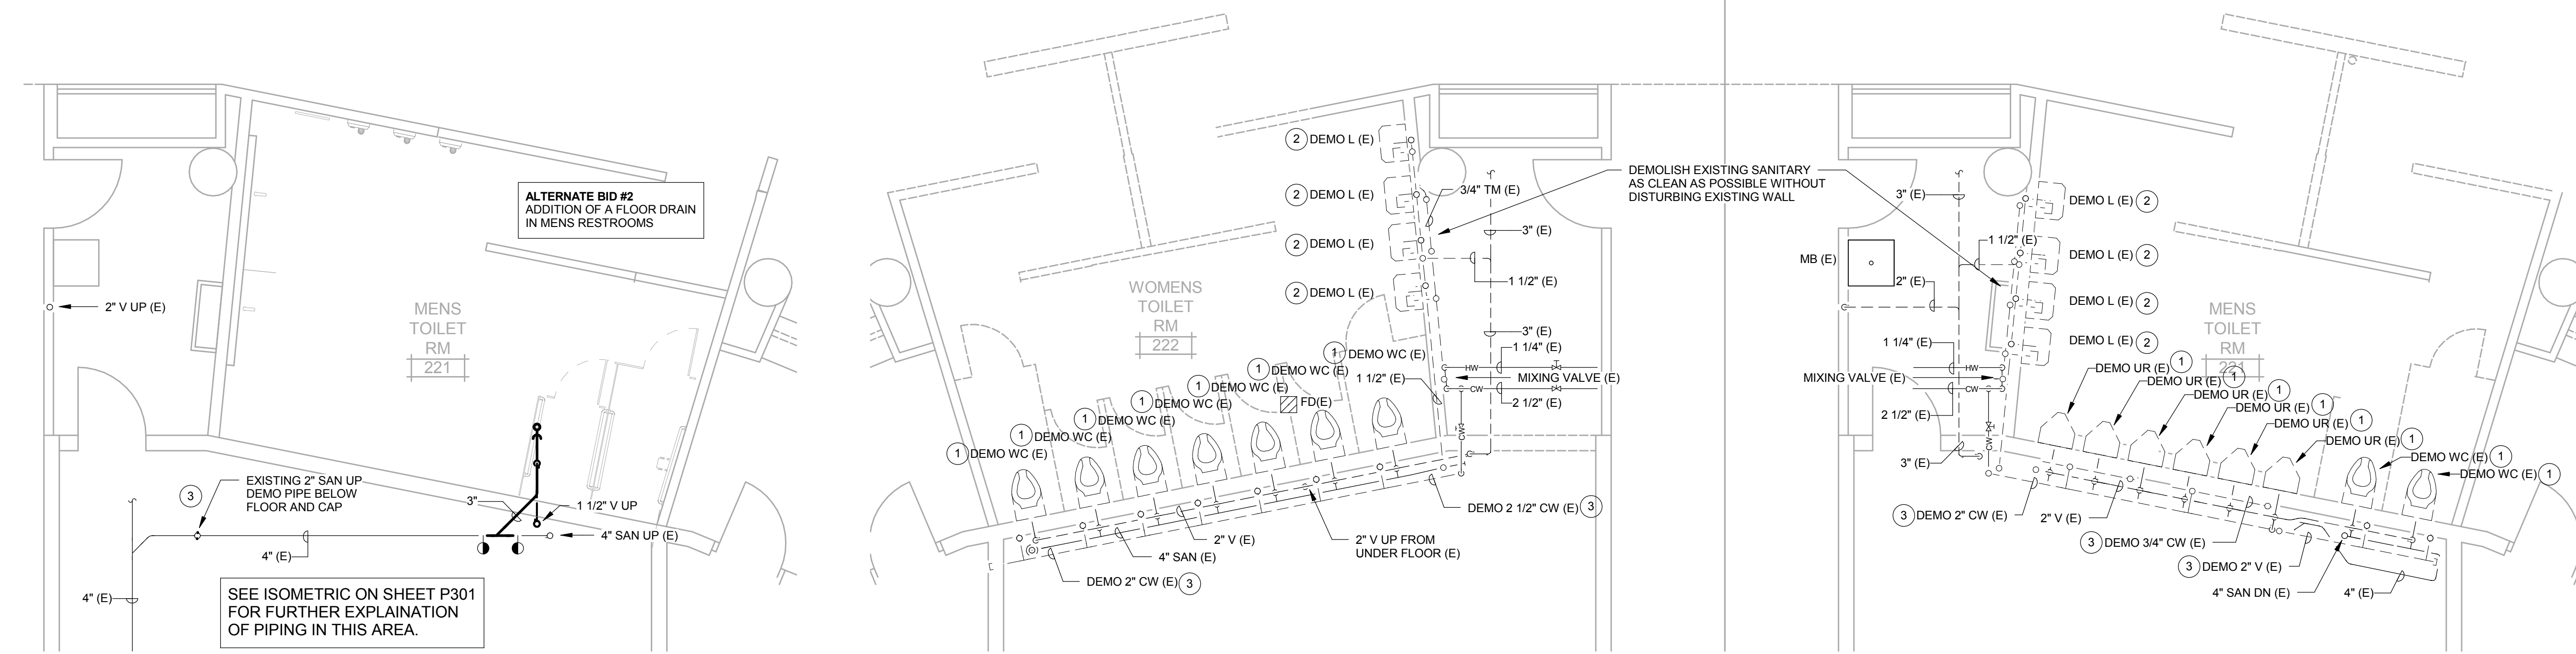 ALTERNATE BID #2
ADDITION OF A FLOOR DRAIN
IN MENS RESTROOMS
2" V UP (E)
MENS
TOILET
RM
221
3
EXISTING 2" SAN UP
DEMO PIPE BELOW
FLOOR AND CAP
3"
1 1/2" V UP
4" SAN UP (E)
4" (E)
4" (E)
SEE ISOMETRIC ON SHEET P301
FOR FURTHER EXPLAINATION
OF PIPING IN THIS AREA.
2 DEMO L (E)
2 DEMO L (E)
2 DEMO L (E)
2 DEMO L (E)
3/4" TM (E)
3" (E)
1 1/2" (E)
3" (E)
1 1/4" (E)
HW
MIXING VALVE (E)
CW
2 1/2" (E)
CW
1 1/2" (E)
WOMENS
TOILET
RM
222
1 DEMO WC (E)
1 DEMO WC (E)
1 DEMO WC (E)
1 DEMO WC (E)
1 DEMO WC (E)
1 DEMO WC (E)
1 DEMO WC (E)
FD(E)
DEMO 2 1/2" CW (E) 3
2" V UP FROM
UNDER FLOOR (E)
2" V (E)
4" SAN (E)
DEMO 2" CW (E) 3
DEMOLISH EXISTING SANITARY
AS CLEAN AS POSSIBLE WITHOUT
DISTURBING EXISTING WALL
3" (E)
1 1/2" (E)
MB (E)
2" (E)
1 1/4" (E)
HW
MIXING VALVE (E)
CW
2 1/2" (E)
CW
3" (E)
DEMO L (E) 2
DEMO L (E) 2
DEMO L (E) 2
DEMO L (E) 2
MENS
TOILET
RM
221
DEMO UR (E) 1
DEMO UR (E) 1
DEMO UR (E) 1
DEMO UR (E) 1
DEMO UR (E) 1
DEMO UR (E) 1
DEMO WC (E) 1
DEMO WC (E) 1
3 DEMO 2" CW (E)
2" V (E)
3 DEMO 3/4" CW (E)
3 DEMO 2" V (E)
4" SAN DN (E)
4" (E)